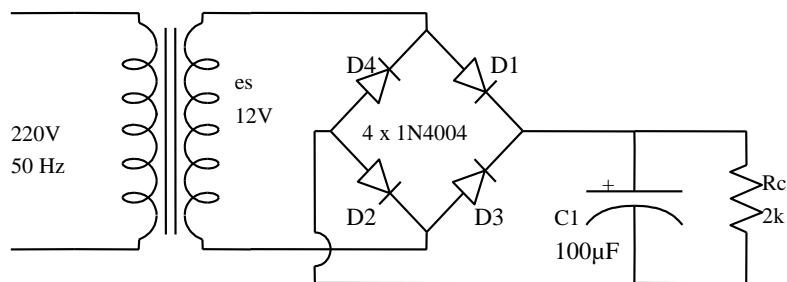 220V
50 Hz
es
12V
D4
D1
4 x 1N4004
D2
D3
+
C1
100µF
Rc
2k